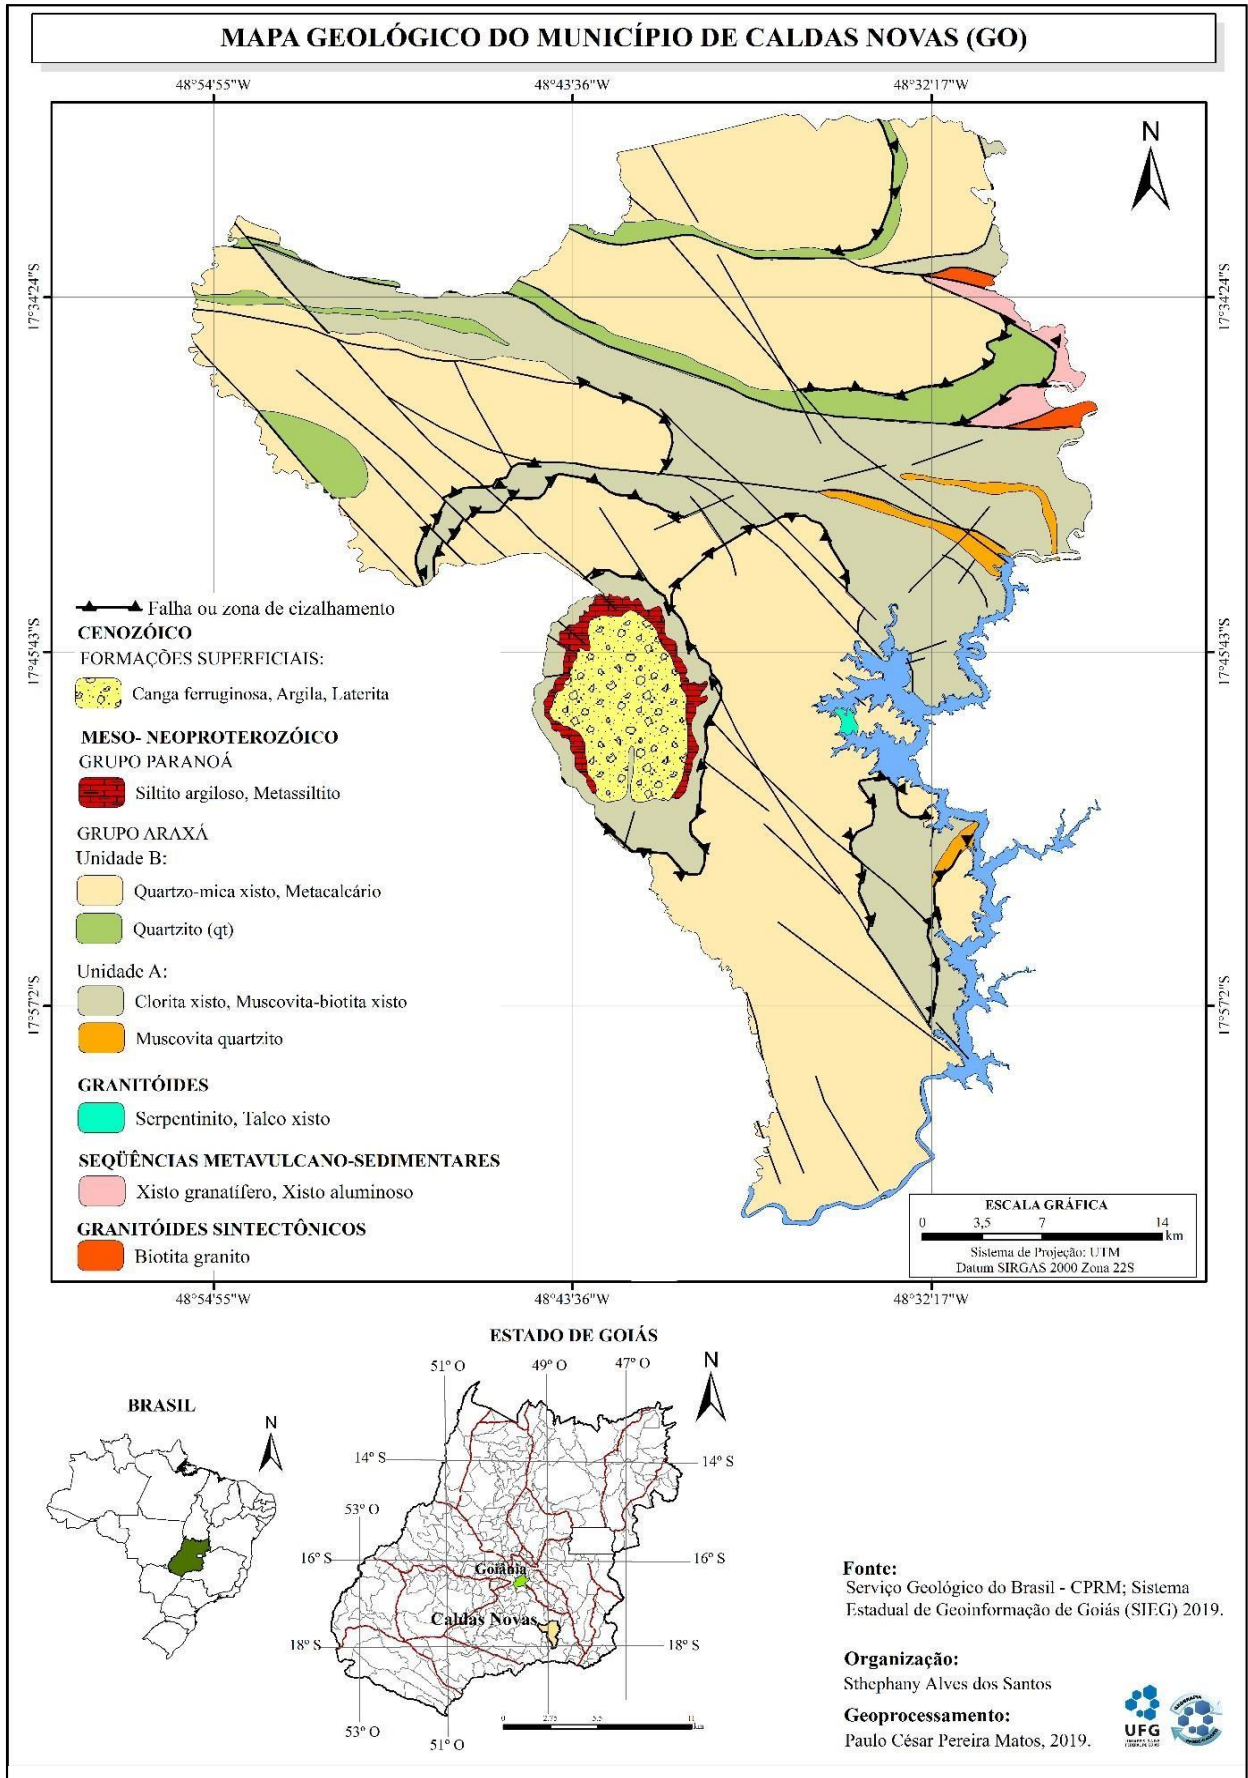 MAPA GEOLÓGICO DO MUNICÍPIO DE CALDAS NOVAS (GO)
48°54'55"W
48°43'36"W
48°32'17"W
N
17°34'24"S
17°34'24"S
Falha ou zona de cizalhamento
CENOZÓICO
FORMAÇÕES SUPERFICIAIS:
17°45'43"S
17°45'43"S
Canga ferruginosa, Argila, Laterita
MESO- NEOPROTEROZÓICO
GRUPO PARANOÁ
Siltito argiloso, Metassiltito
GRUPO ARAXÁ
Unidade B:
Quartzo-mica xisto, Metacalcário
Quartzito (qt)
Unidade A:
Clorita xisto, Muscovita-biotita xisto
17°57'2"S
17°57'2"S
Muscovita quartzito
GRANITÓIDES
Serpentinito, Talco xisto
SEQÜÊNCIAS METAVULCANO-SEDIMENTARES
Xisto granatífero, Xisto aluminoso
GRANITÓIDES SINTECTÔNICOS
Biotita granito
ESCALA GRÁFICA
0 3,5 7 14
km
Sistema de Projeção: UTM
Datum SIRGAS 2000 Zona 22S
48°54'55"W
48°43'36"W
48°32'17"W
ESTADO DE GOIÁS
51° O
49° O
47° O
N
BRASIL
N
14° S
14° S
53° O
16° S
16° S
Goiânia
Caldas Novas
18° S
18° S
53° O
51° O
0 2,75 5,5 11
km
Fonte:
Serviço Geológico do Brasil - CPRM; Sistema
Estadual de Geoinformação de Goiás (SIEG) 2019.
Organização:
Sthephany Alves dos Santos
Geoprocessamento:
Paulo César Pereira Matos, 2019.
UFG